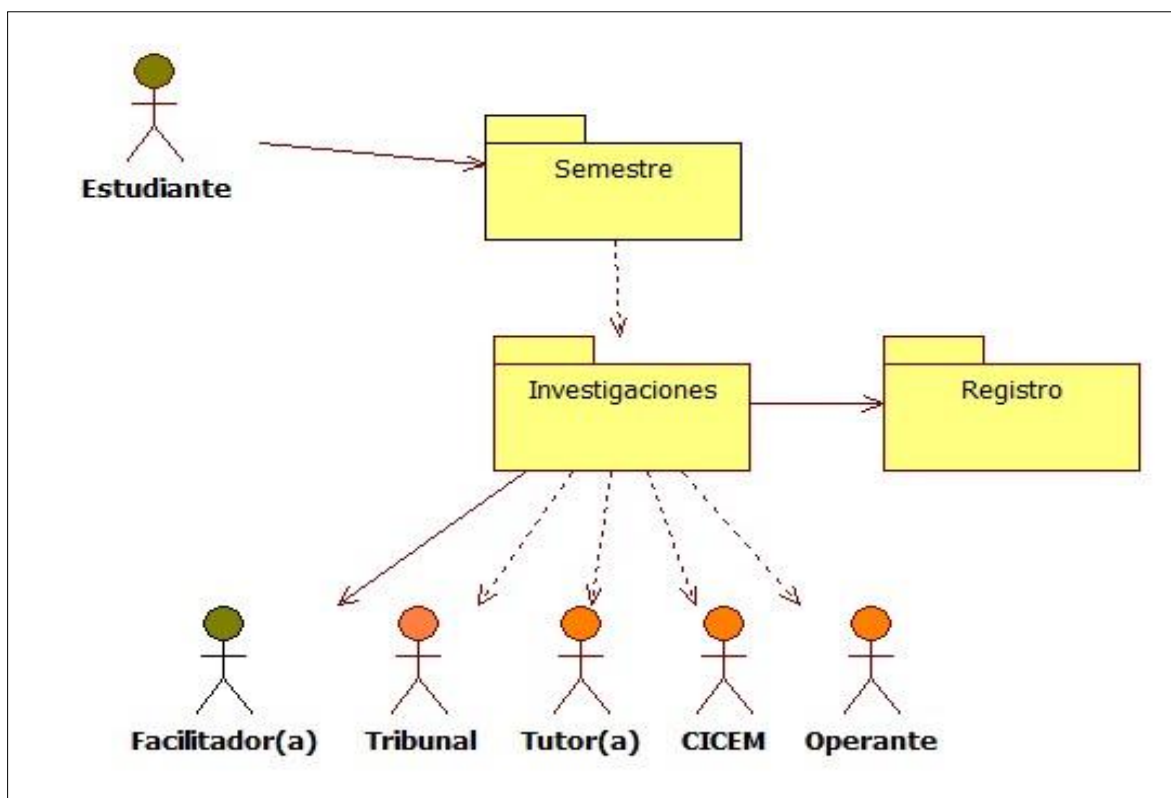 Estudiante
Semestre
Investigaciones
Registro
Facilitador(a)
Tribunal
Tutor(a)
CICEM
Operante